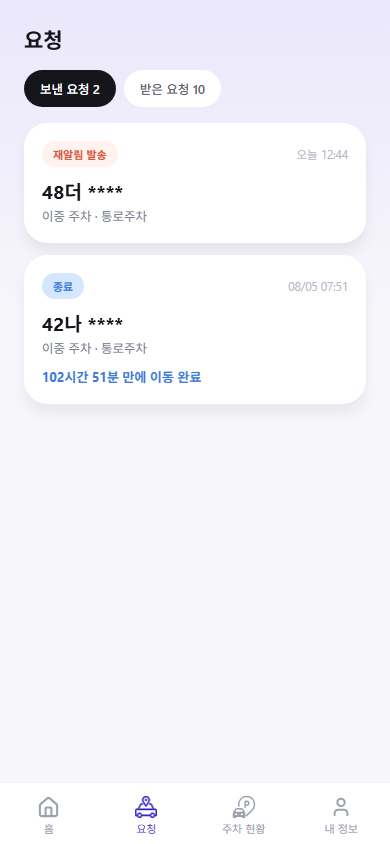 요청
보낸 요청 2
받은 요청 10
재알림 발송
오늘 12:44
48더 ****
이중 주차 · 통로주차
종료
08/05 07:51
42나 ****
이중 주차 · 통로주차
102시간 51분 만에 이동 완료
홈
요청
주차 현황
내 정보